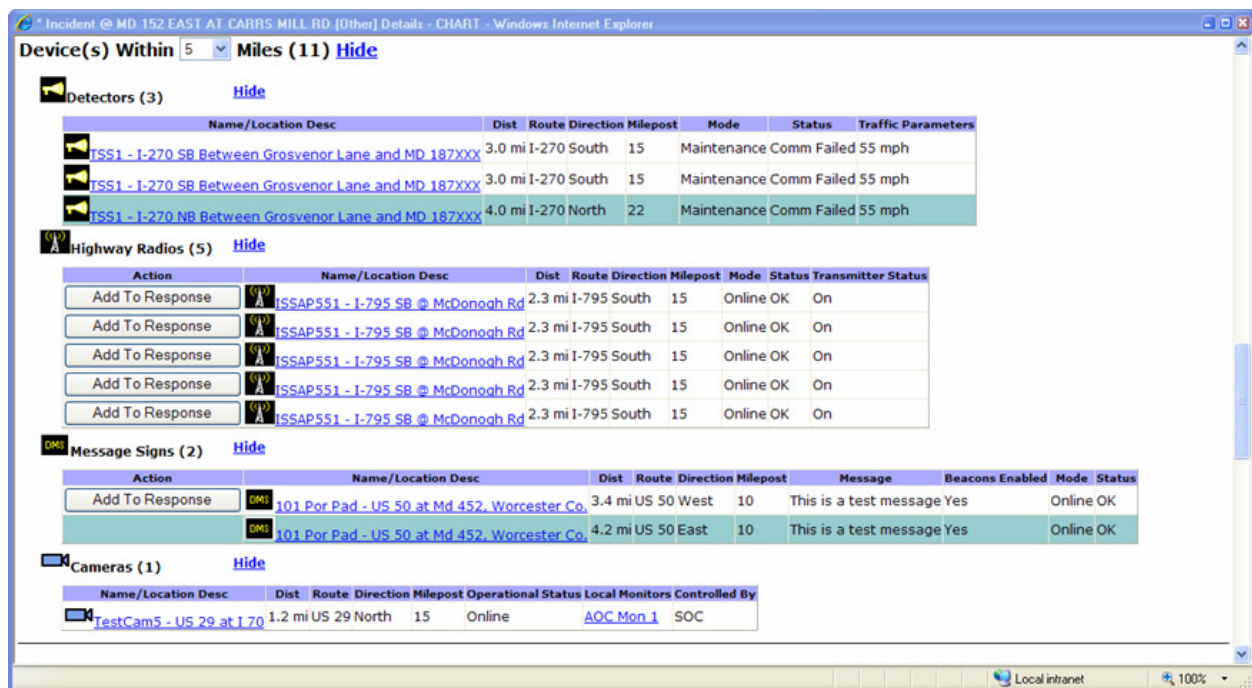 * Incident @ MD 152 EAST AT CARRS MILL RD [Other] Details - CHART - Windows Internet Explorer
Device(s) Within 5 Miles (11) Hide
Detectors (3) Hide
Name/Location Desc Dist Route Direction Milepost Mode Status Traffic Parameters
TSS1 - I-270 SB Between Grosvenor Lane and MD 187XXX 3.0 mi I-270 South 15 Maintenance Comm Failed 55 mph
TSS1 - I-270 SB Between Grosvenor Lane and MD 187XXX 3.0 mi I-270 South 15 Maintenance Comm Failed 55 mph
TSS1 - I-270 NB Between Grosvenor Lane and MD 187XXX 4.0 mi I-270 North 22 Maintenance Comm Failed 55 mph
Highway Radios (5) Hide
Action Name/Location Desc Dist Route Direction Milepost Mode Status Transmitter Status
Add To Response ISSAP551 - I-795 SB @ McDonogh Rd 2.3 mi I-795 South 15 Online OK On
Add To Response ISSAP551 - I-795 SB @ McDonogh Rd 2.3 mi I-795 South 15 Online OK On
Add To Response ISSAP551 - I-795 SB @ McDonogh Rd 2.3 mi I-795 South 15 Online OK On
Add To Response ISSAP551 - I-795 SB @ McDonogh Rd 2.3 mi I-795 South 15 Online OK On
Add To Response ISSAP551 - I-795 SB @ McDonogh Rd 2.3 mi I-795 South 15 Online OK On
DMS Message Signs (2) Hide
Action Name/Location Desc Dist Route Direction Milepost Message Beacons Enabled Mode Status
Add To Response DMS 101 Por Pad - US 50 at Md 452, Worcester Co. 3.4 mi US 50 West 10 This is a test message Yes Online OK
DMS 101 Por Pad - US 50 at Md 452, Worcester Co. 4.2 mi US 50 East 10 This is a test message Yes Online OK
Cameras (1) Hide
Name/Location Desc Dist Route Direction Milepost Operational Status Local Monitors Controlled By
TestCam5 - US 29 at I 70 1.2 mi US 29 North 15 Online AOC Mon 1 SOC
Local intranet 100%